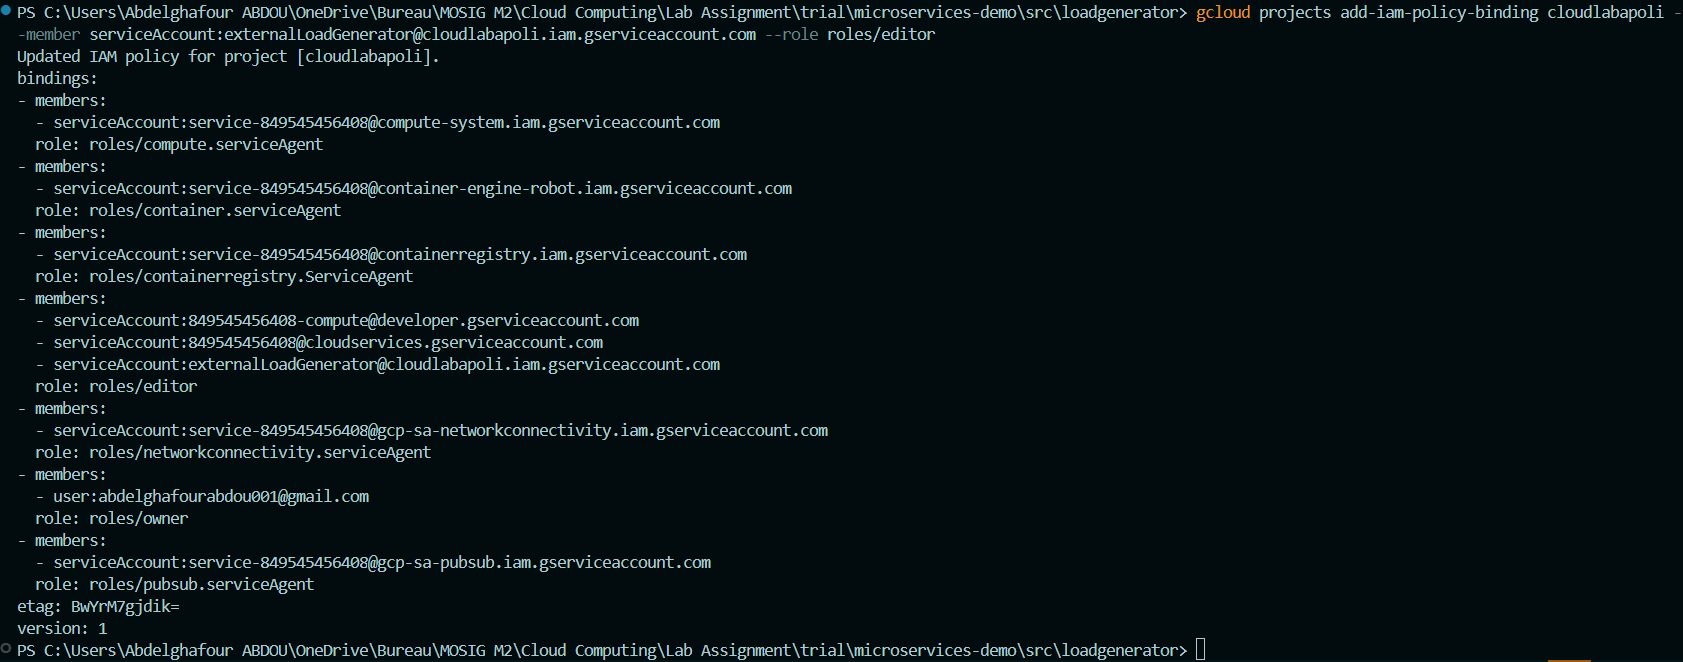 PS C:\Users\Abdelghafour ABDOU\OneDrive\Bureau\MOSIG M2\Cloud Computing\Lab Assignment\trial\microservices-demo\src\loadgenerator> gcloud projects add-iam-policy-binding cloudlabapoli -
-member serviceAccount:externalLoadGenerator@cloudlabapoli.iam.gserviceaccount.com --role roles/editor
Updated IAM policy for project [cloudlabapoli].
bindings:
- members:
  - serviceAccount:service-849545456408@compute-system.iam.gserviceaccount.com
  role: roles/compute.serviceAgent
- members:
  - serviceAccount:service-849545456408@container-engine-robot.iam.gserviceaccount.com
  role: roles/container.serviceAgent
- members:
  - serviceAccount:service-849545456408@containerregistry.iam.gserviceaccount.com
  role: roles/containerregistry.ServiceAgent
- members:
  - serviceAccount:849545456408-compute@developer.gserviceaccount.com
  - serviceAccount:849545456408@cloudservices.gserviceaccount.com
  - serviceAccount:externalLoadGenerator@cloudlabapoli.iam.gserviceaccount.com
  role: roles/editor
- members:
  - serviceAccount:service-849545456408@gcp-sa-networkconnectivity.iam.gserviceaccount.com
  role: roles/networkconnectivity.serviceAgent
- members:
  - user:abdelghafourabdou001@gmail.com
  role: roles/owner
- members:
  - serviceAccount:service-849545456408@gcp-sa-pubsub.iam.gserviceaccount.com
  role: roles/pubsub.serviceAgent
etag: BwYrM7gjdik=
version: 1
PS C:\Users\Abdelghafour ABDOU\OneDrive\Bureau\MOSIG M2\Cloud Computing\Lab Assignment\trial\microservices-demo\src\loadgenerator>